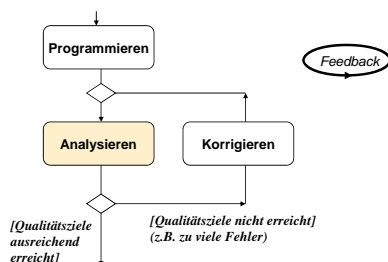 Programmieren
Feedback
Analysieren
Korrigieren
[Qualitätsziele
ausreichend
erreicht]
[Qualitätsziele nicht erreicht]
(z.B. zu viele Fehler)